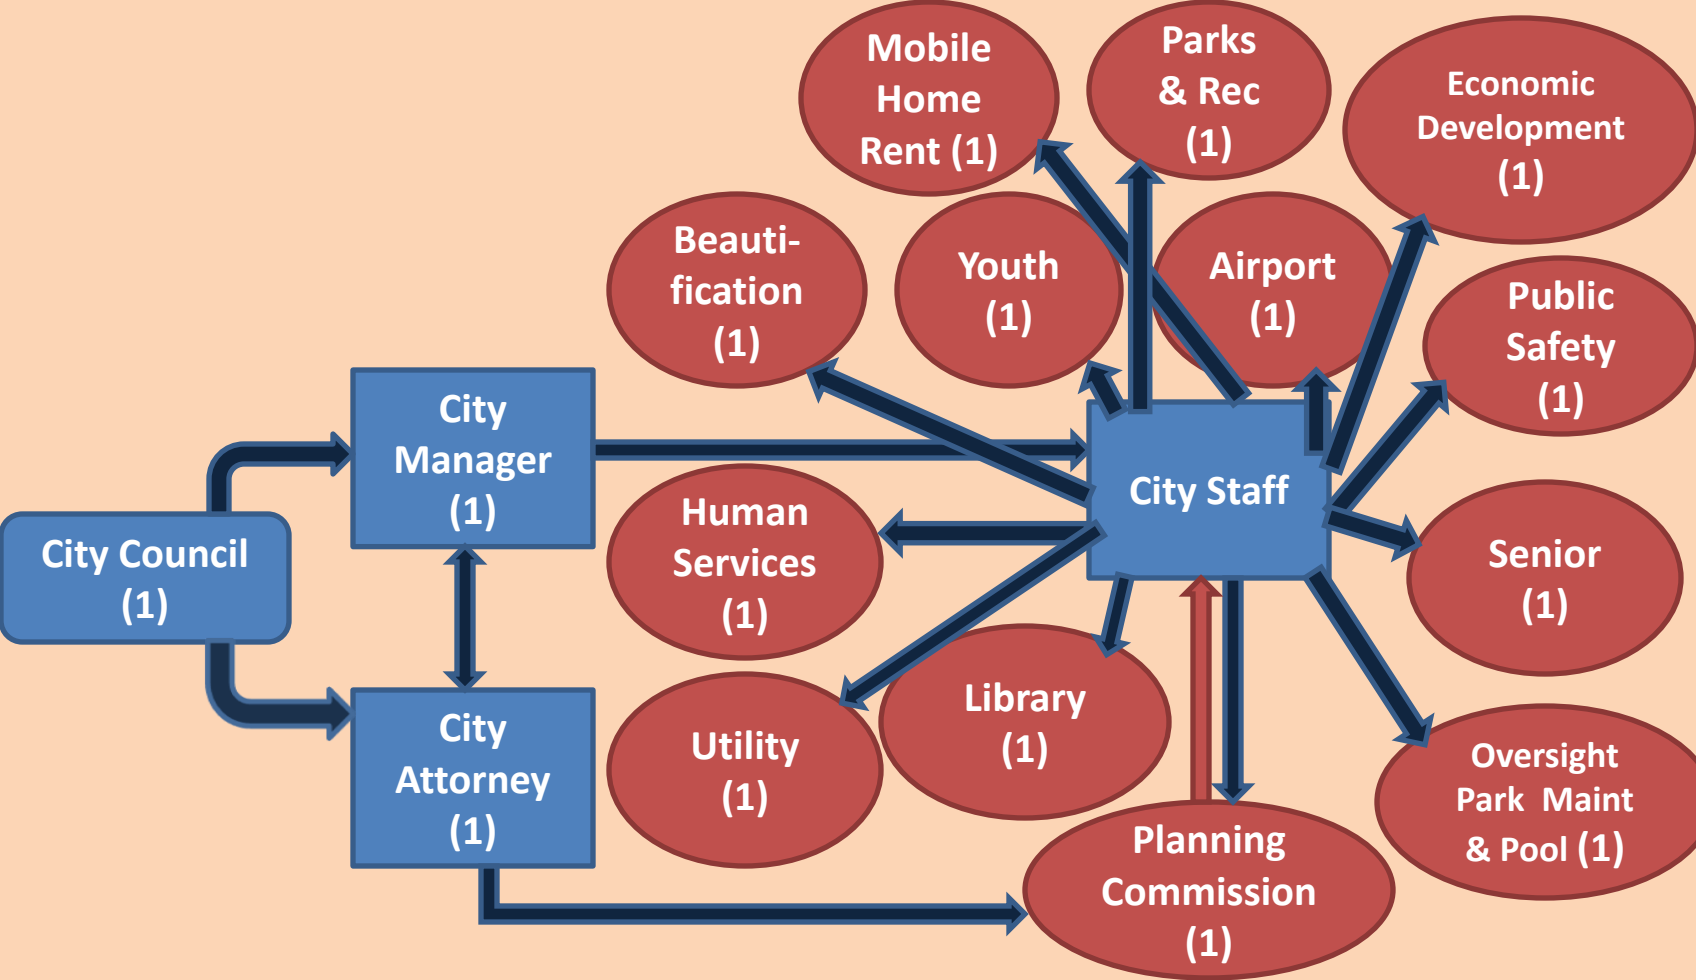 Mobile
Home
Rent (1)
Parks
& Rec
(1)
Economic
Development
(1)
Beauti-
fication
(1)
Youth
(1)
Airport
(1)
Public
Safety
(1)
City
Manager
(1)
City Staff
City Council
(1)
Human
Services
(1)
Senior
(1)
City
Attorney
(1)
Utility
(1)
Library
(1)
Oversight
Park  Maint
& Pool (1)
Planning
Commission
(1)